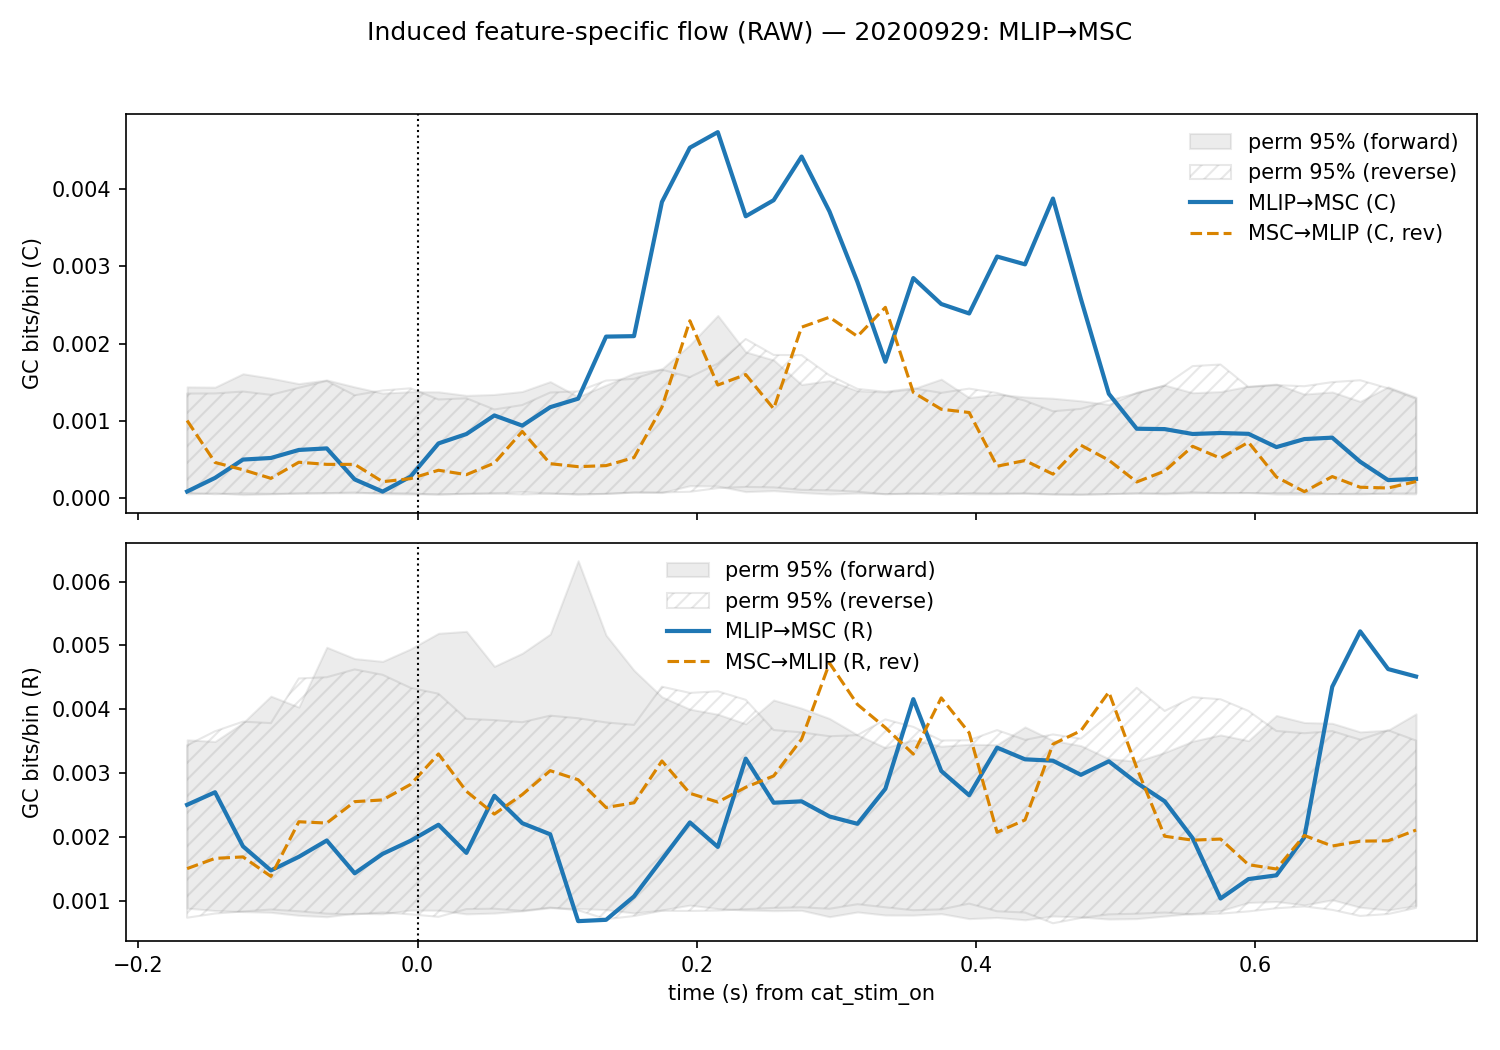 Induced feature-specific flow (RAW) — 20200929: MLIP→MSC
GC bits/bin (C)
0.004
0.003
0.002
0.001
0.000
perm 95% (forward)
perm 95% (reverse)
MLIP→MSC (C)
MSC→MLIP (C, rev)
GC bits/bin (R)
0.006
0.005
0.004
0.003
0.002
0.001
perm 95% (forward)
perm 95% (reverse)
MLIP→MSC (R)
MSC→MLIP (R, rev)
−0.2 0.0 0.2 0.4 0.6
time (s) from cat_stim_on